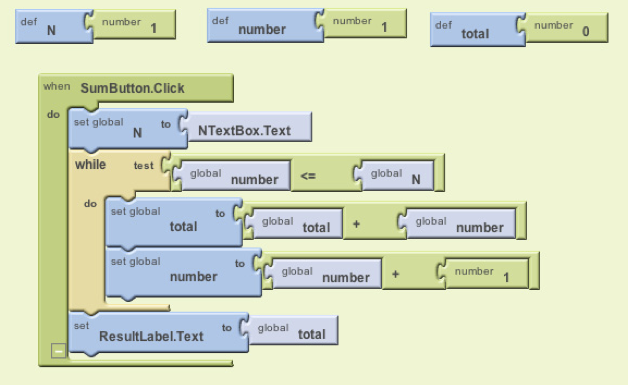 def N number 1
def number number 1
def total number 0
when SumButton.Click
do set global N to NTextBox.Text
while test global number <= global N
do set global total to global total + global number
set global number to global number + number 1
set ResultLabel.Text to global total